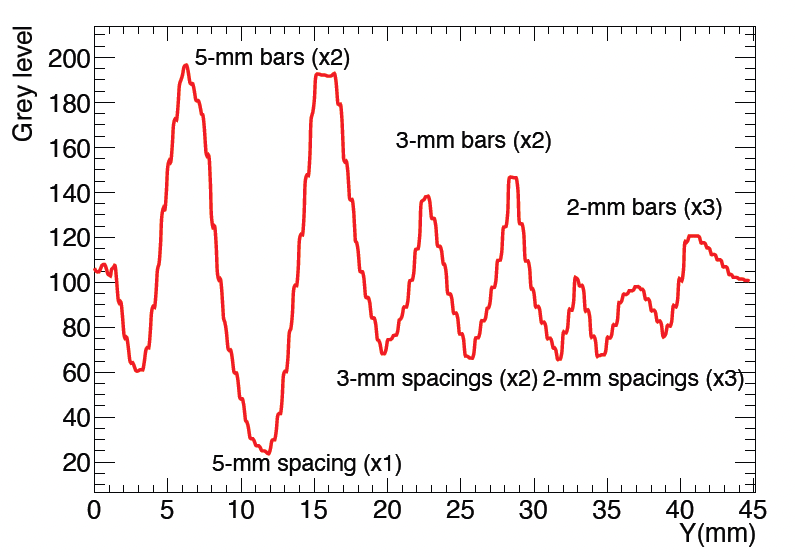 Grey level
200
180
160
140
120
100
80
60
40
20
5-mm bars (x2)
3-mm bars (x2)
2-mm bars (x3)
3-mm spacings (x2) 2-mm spacings (x3)
5-mm spacing (x1)
0 5 10 15 20 25 30 35 40 45
Y(mm)